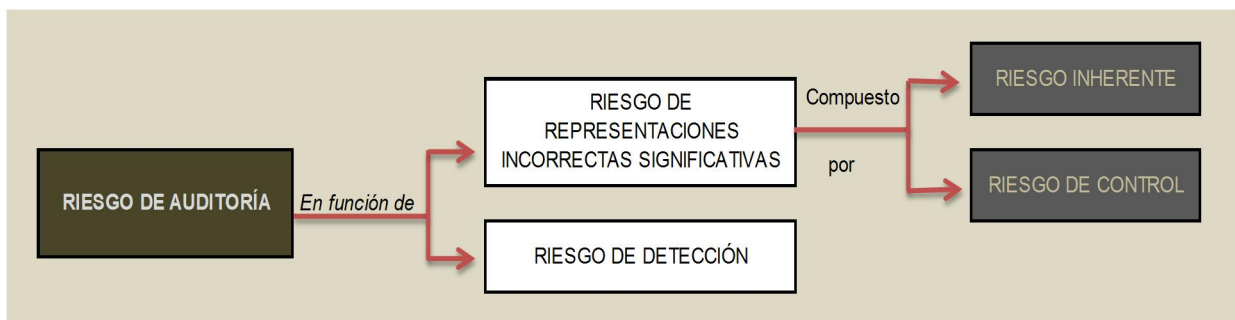 RIESGO DE AUDITORÍA
En función de
RIESGO DE
REPRESENTACIONES
INCORRECTAS SIGNIFICATIVAS
RIESGO DE DETECCIÓN
Compuesto
por
RIESGO INHERENTE
RIESGO DE CONTROL